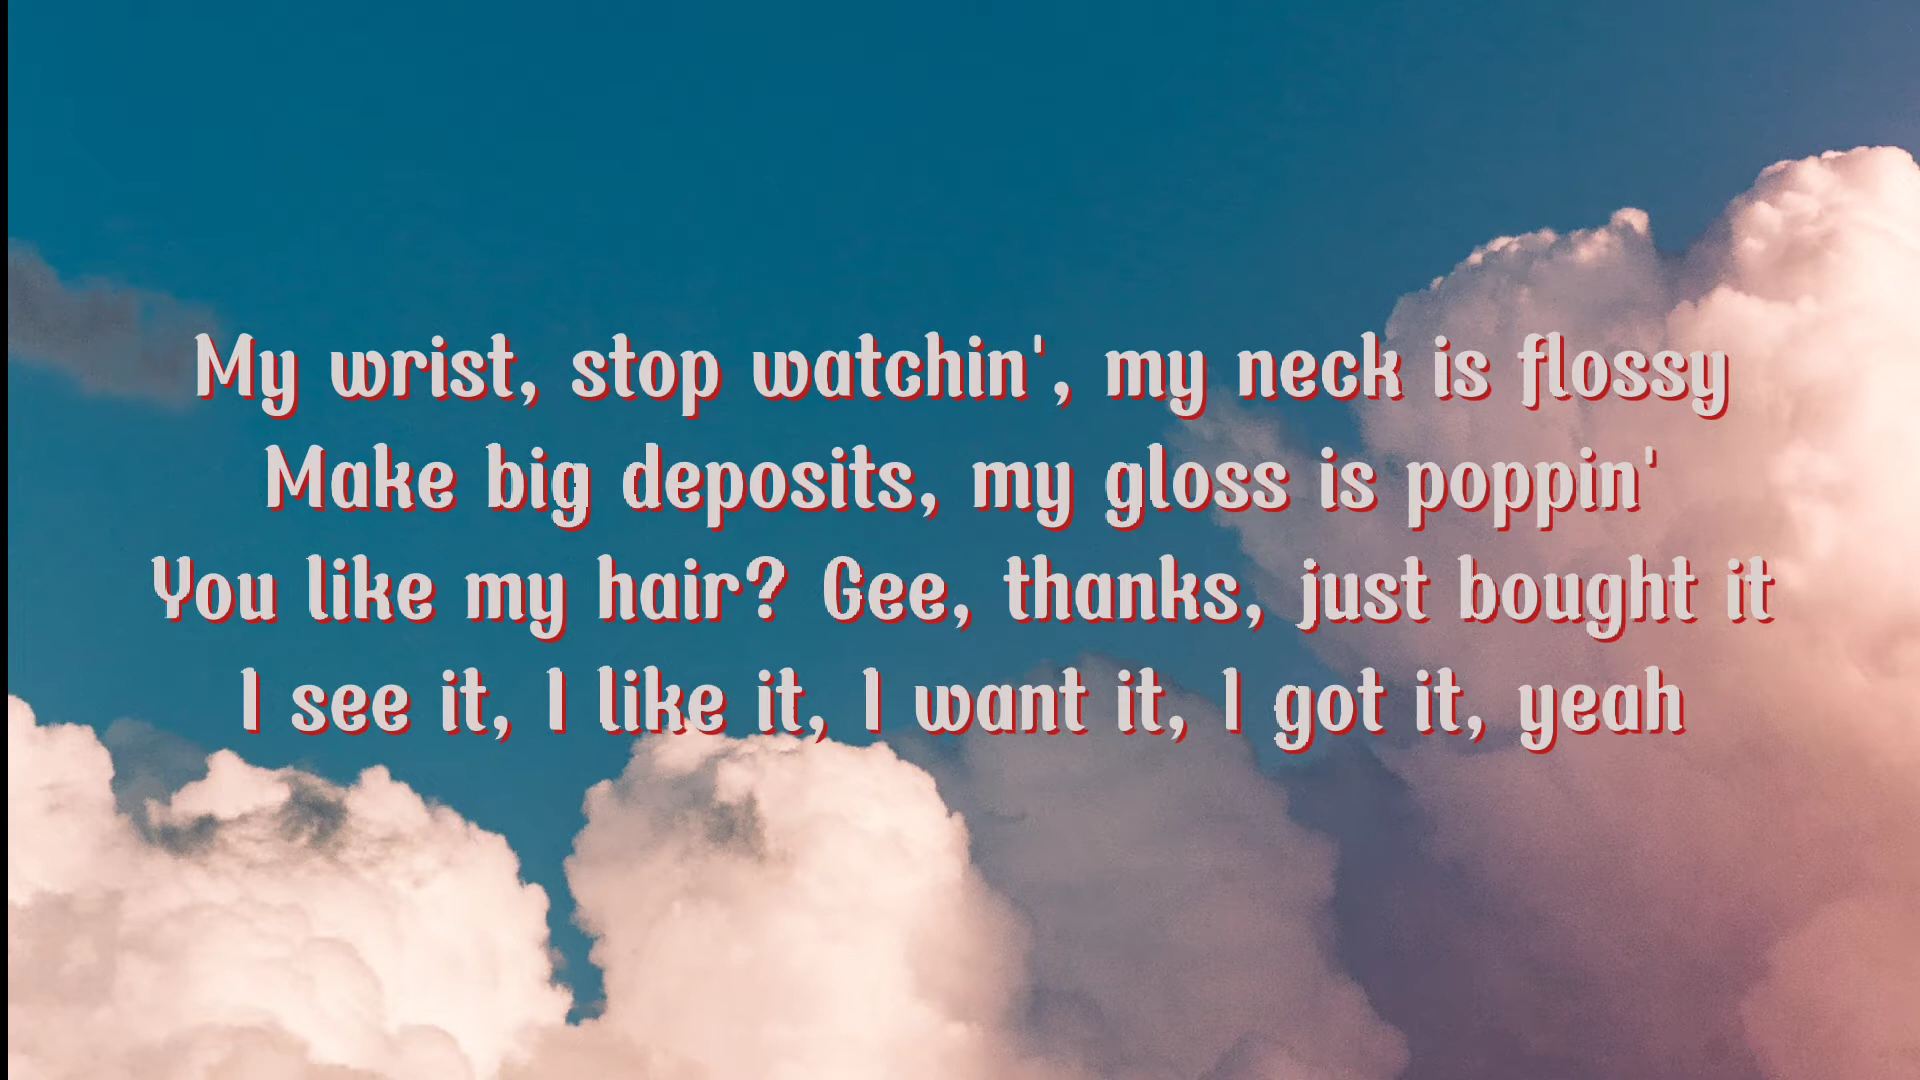 My wrist, stop watchin', my neck is flossy
Make big deposits, my gloss is poppin'
You like my hair? Gee, thanks, just bought it
I see it, I like it, I want it, I got it, yeah